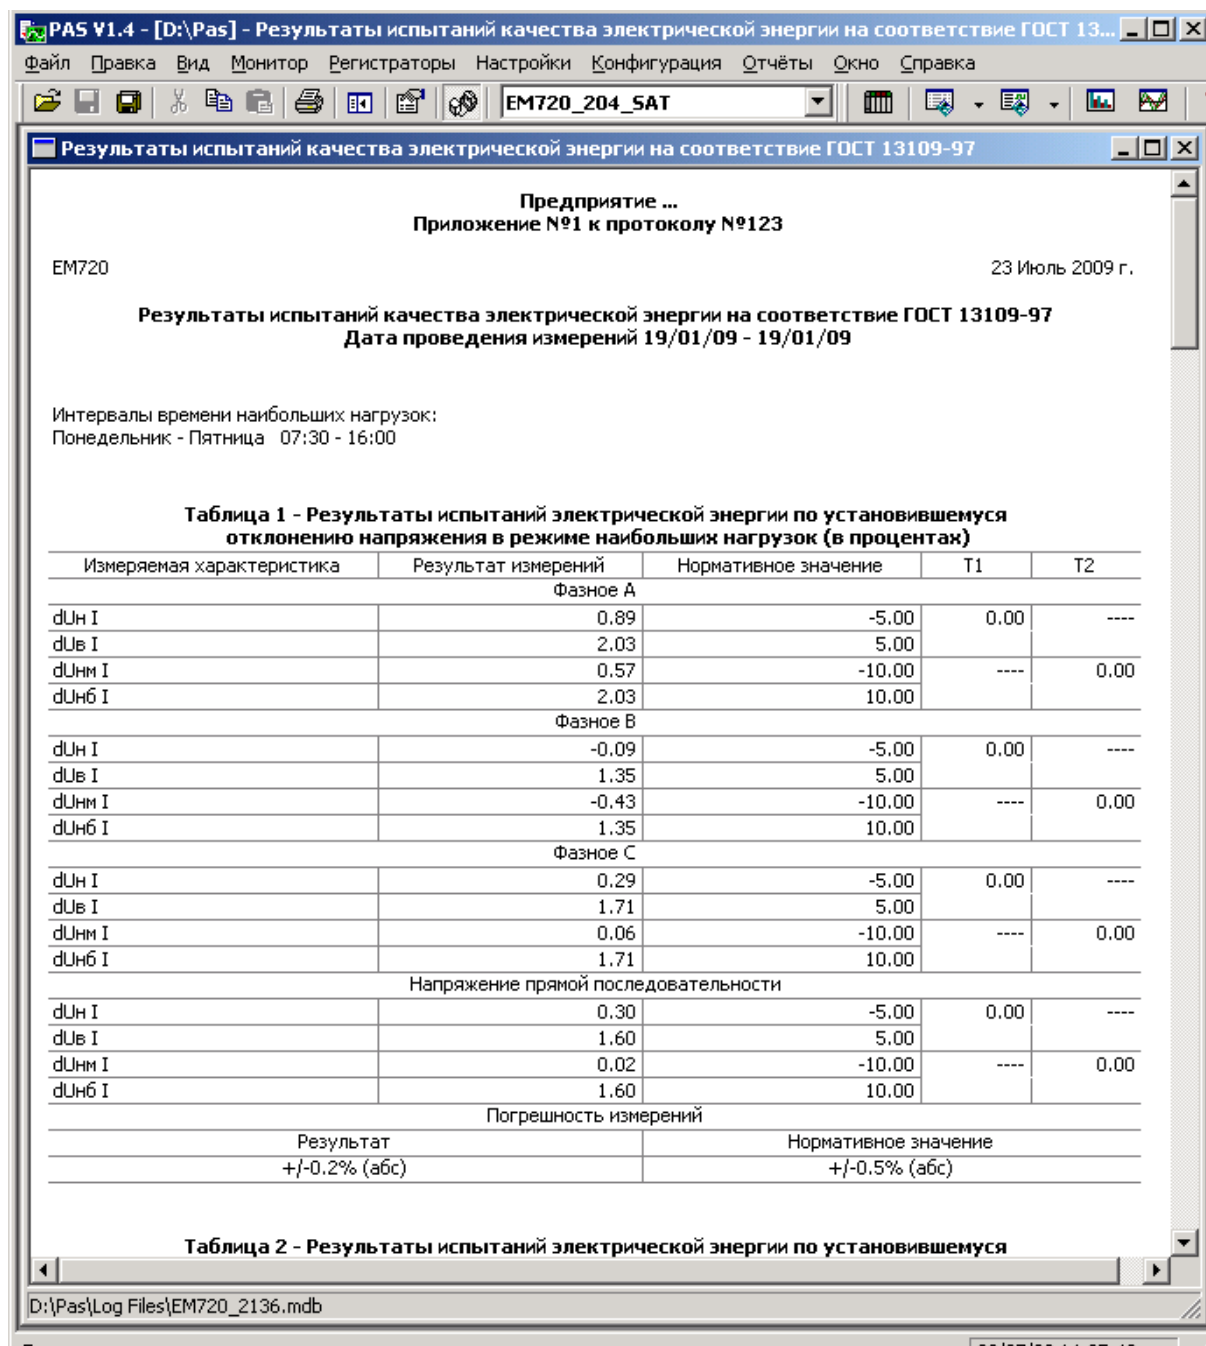 PAS V1.4 - [D:\Pas] - Результаты испытаний качества электрической энергии на соответствие ГОСТ 13...
Файл Правка Вид Монитор Регистраторы Настройки Конфигурация Отчёты Окно Справка
EM720_204_SAT
Результаты испытаний качества электрической энергии на соответствие ГОСТ 13109-97
Предприятие ...
Приложение №1 к протоколу №123
EM720 23 Июль 2009 г.
Результаты испытаний качества электрической энергии на соответствие ГОСТ 13109-97
Дата проведения измерений 19/01/09 - 19/01/09
Интервалы времени наибольших нагрузок:
Понедельник - Пятница 07:30 - 16:00
Таблица 1 - Результаты испытаний электрической энергии по установившемуся
отклонению напряжения в режиме наибольших нагрузок (в процентах)
Измеряемая характеристика Результат измерений Нормативное значение T1 T2
Фазное A
dUн I 0.89 -5.00 0.00 ----
dUв I 2.03 5.00
dUнм I 0.57 -10.00 ---- 0.00
dUнб I 2.03 10.00
Фазное B
dUн I -0.09 -5.00 0.00 ----
dUв I 1.35 5.00
dUнм I -0.43 -10.00 ---- 0.00
dUнб I 1.35 10.00
Фазное C
dUн I 0.29 -5.00 0.00 ----
dUв I 1.71 5.00
dUнм I 0.06 -10.00 ---- 0.00
dUнб I 1.71 10.00
Напряжение прямой последовательности
dUн I 0.30 -5.00 0.00 ----
dUв I 1.60 5.00
dUнм I 0.02 -10.00 ---- 0.00
dUнб I 1.60 10.00
Погрешность измерений
Результат Нормативное значение
+/-0.2% (абс) +/-0.5% (абс)
Таблица 2 - Результаты испытаний электрической энергии по установившемуся
D:\Pas\Log Files\EM720_2136.mdb